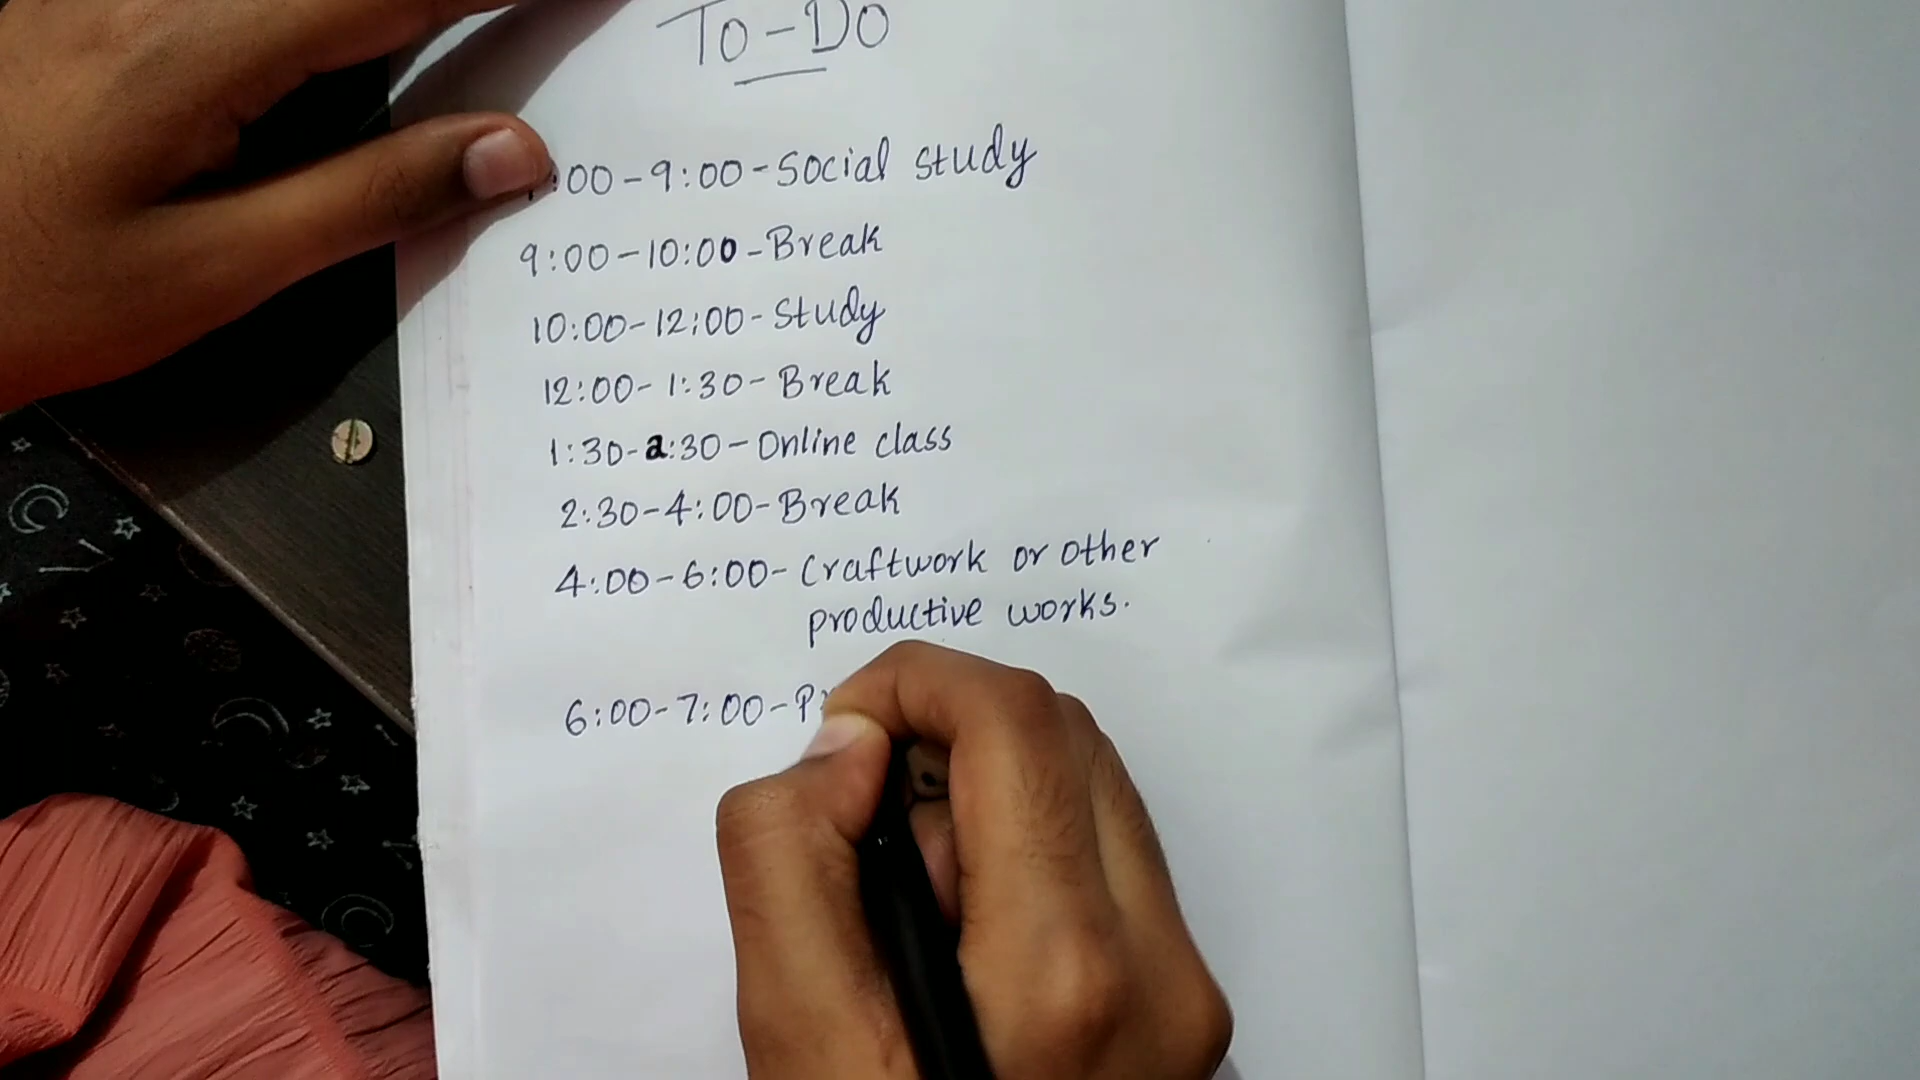 To-Do
:00-9:00-Social study
9:00-10:00-Break
10:00-12:00-Study
12:00-1:30-Break
1:30-2:30-Online class
2:30-4:00-Break
4:00-6:00-Craftwork or other
productive works.
6:00-7:00-